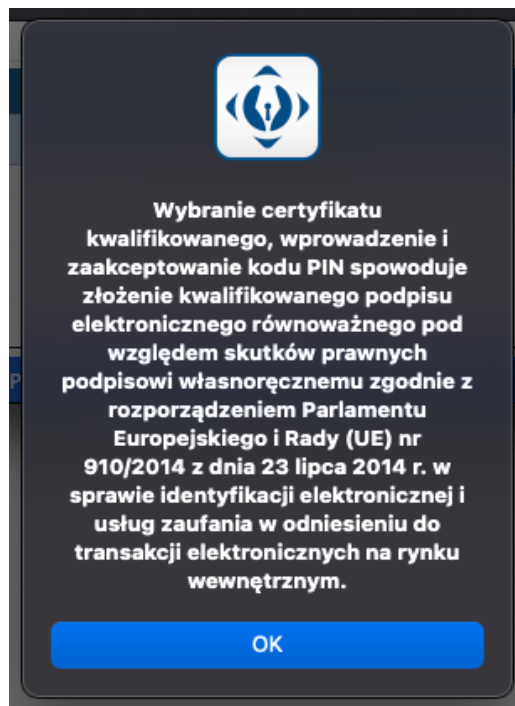 Wybranie certyfikatu
kwalifikowanego, wprowadzenie i
zaakceptowanie kodu PIN spowoduje
złożenie kwalifikowanego podpisu
elektronicznego równoważnego pod
względem skutków prawnych
podpisowi własnoręcznemu zgodnie z
rozporządzeniem Parlamentu
Europejskiego i Rady (UE) nr
910/2014 z dnia 23 lipca 2014 r. w
sprawie identyfikacji elektronicznej i
usług zaufania w odniesieniu do
transakcji elektronicznych na rynku
wewnętrznym.
OK